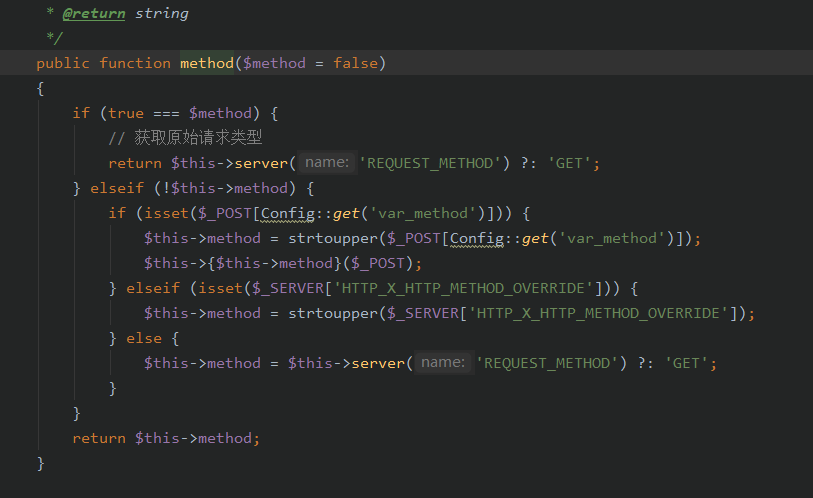 * @return string
*/
public function method($method = false)
{
if (true === $method) {
// 获取原始请求类型
return $this->server( name: 'REQUEST_METHOD') ?: 'GET';
} elseif (!$this->method) {
if (isset($_POST[Config::get('var_method')])) {
$this->method = strtoupper($_POST[Config::get('var_method')]);
$this->{$this->method}($_POST);
} elseif (isset($_SERVER['HTTP_X_HTTP_METHOD_OVERRIDE'])) {
$this->method = strtoupper($_SERVER['HTTP_X_HTTP_METHOD_OVERRIDE']);
} else {
$this->method = $this->server( name: 'REQUEST_METHOD') ?: 'GET';
}
}
return $this->method;
}